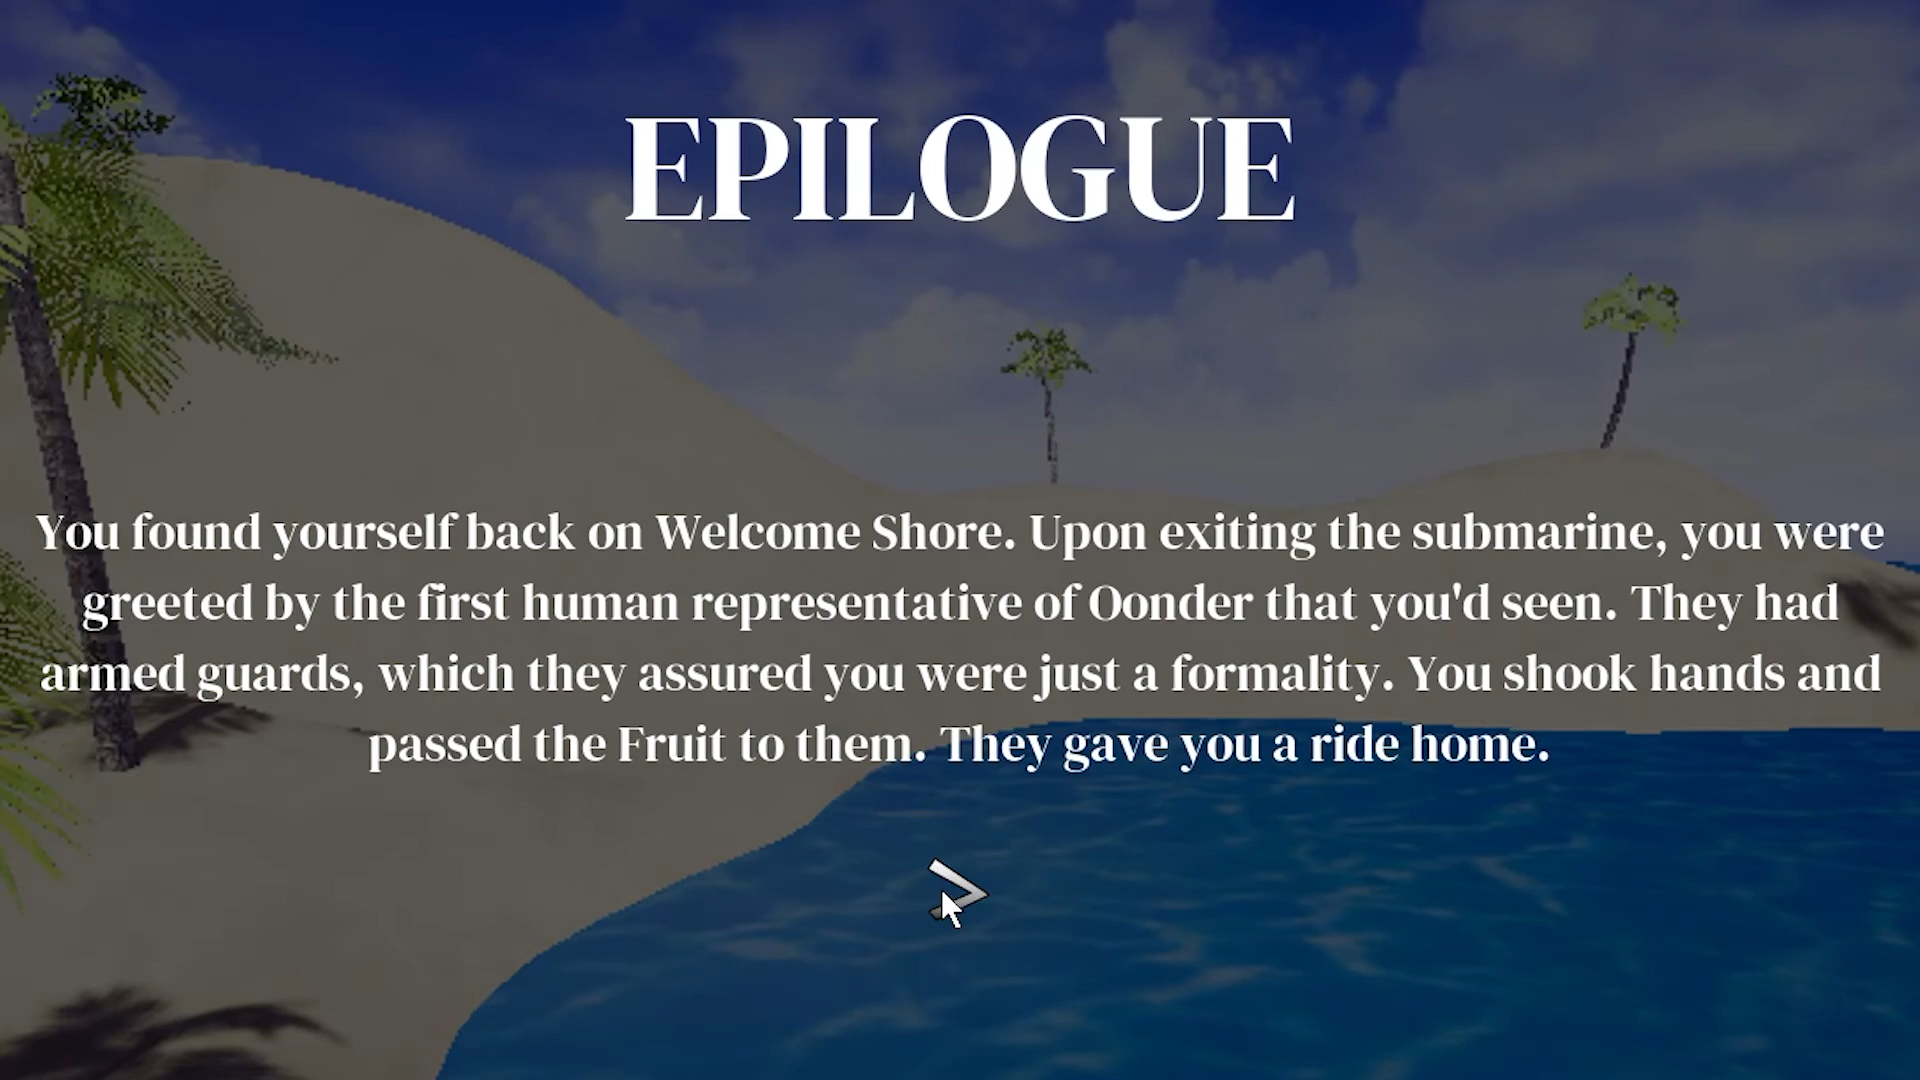 EPILOGUE
You found yourself back on Welcome Shore. Upon exiting the submarine, you were
greeted by the first human representative of Oonder that you'd seen. They had
armed guards, which they assured you were just a formality. You shook hands and
passed the Fruit to them. They gave you a ride home.